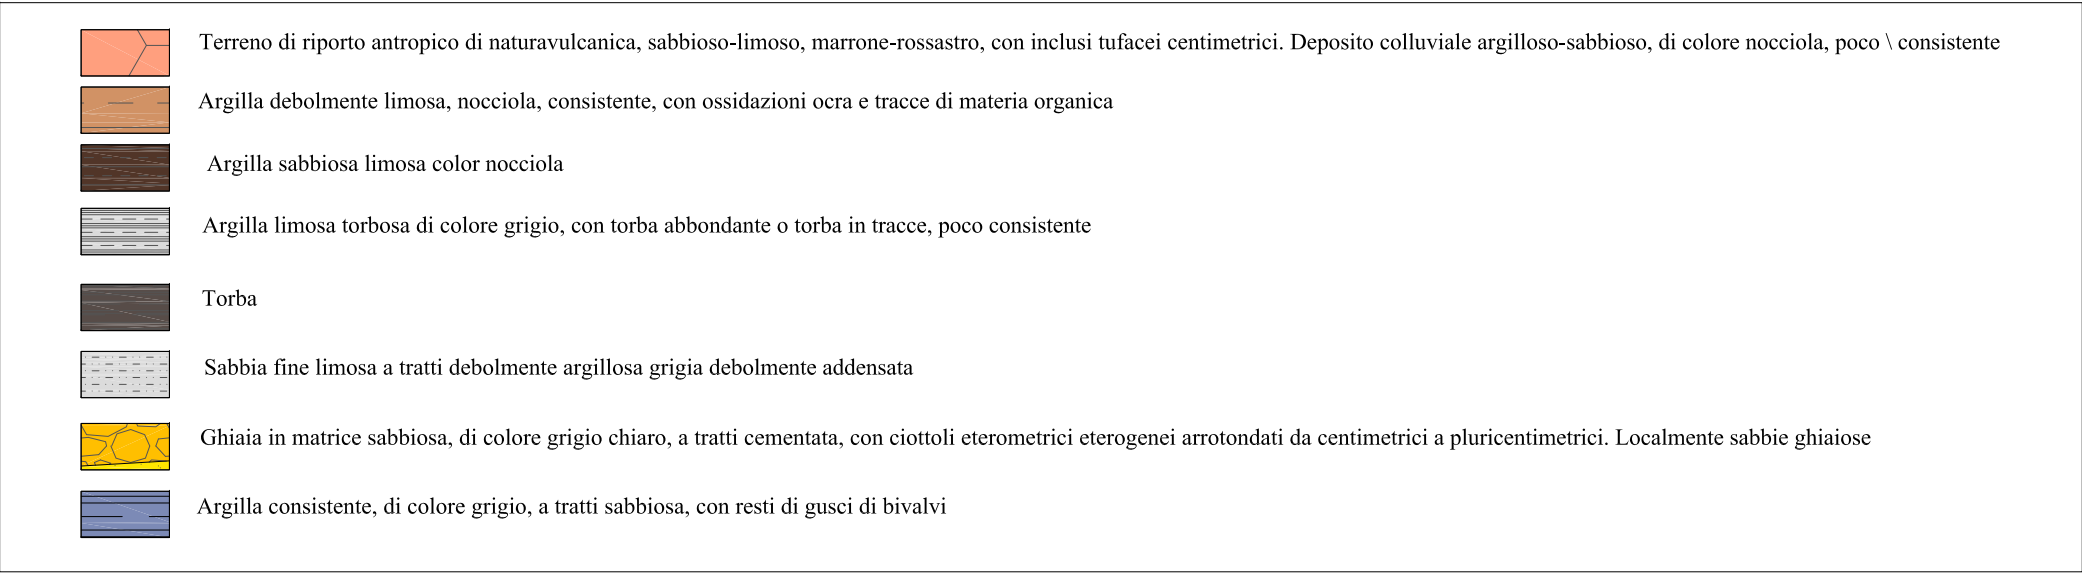 Terreno di riporto antropico di naturavulcanica, sabbioso-limoso, marrone-rossastro, con inclusi tufacei centimetrici. Deposito colluviale argilloso-sabbioso, di colore nocciola, poco \ consistente
Argilla debolmente limosa, nocciola, consistente, con ossidazioni ocra e tracce di materia organica
Argilla sabbiosa limosa color nocciola
Argilla limosa torbosa di colore grigio, con torba abbondante o torba in tracce, poco consistente
Torba
Sabbia fine limosa a tratti debolmente argillosa grigia debolmente addensata
Ghiaia in matrice sabbiosa, di colore grigio chiaro, a tratti cementata, con ciottoli eterometrici eterogenei arrotondati da centimetrici a pluricentimetrici. Localmente sabbie ghiaiose
Argilla consistente, di colore grigio, a tratti sabbiosa, con resti di gusci di bivalvi